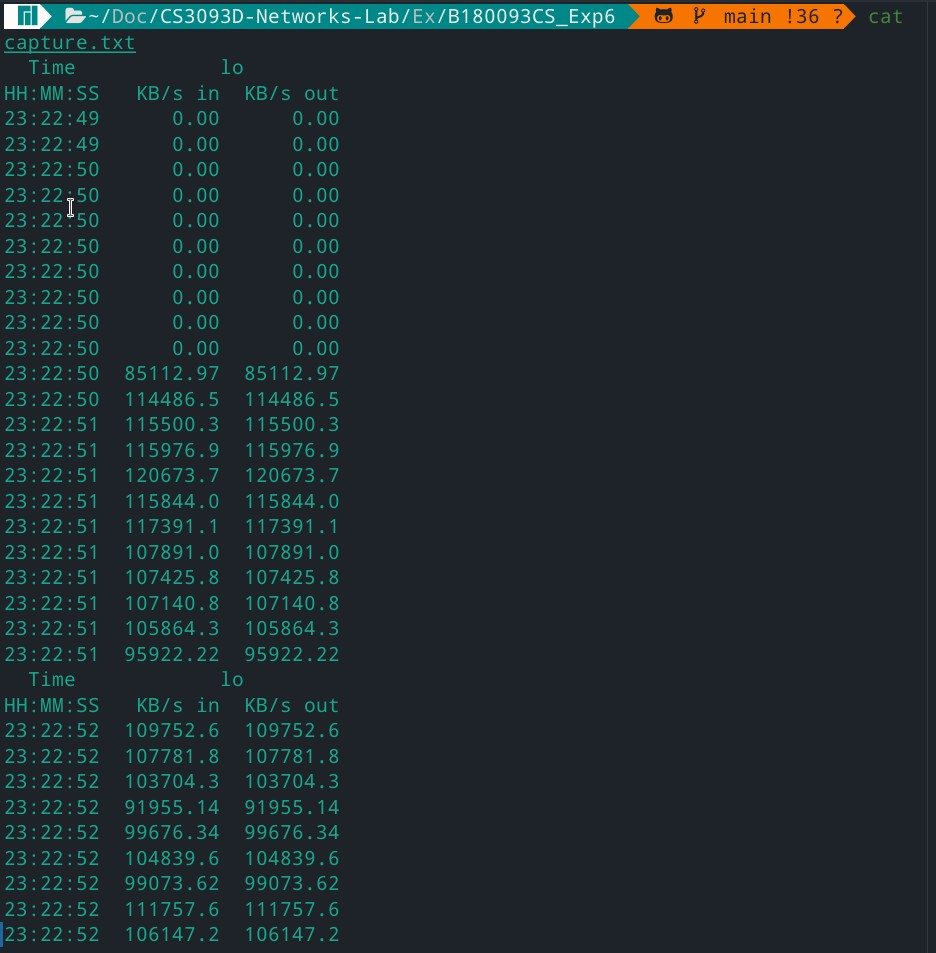 ~/Doc/CS3093D-Networks-Lab/Ex/B180093CS_Exp6 main !36 ? cat
capture.txt
Time lo
HH:MM:SS KB/s in KB/s out
23:22:49 0.00 0.00
23:22:49 0.00 0.00
23:22:50 0.00 0.00
23:22:50 0.00 0.00
23:22:50 0.00 0.00
23:22:50 0.00 0.00
23:22:50 0.00 0.00
23:22:50 0.00 0.00
23:22:50 0.00 0.00
23:22:50 0.00 0.00
23:22:50 85112.97 85112.97
23:22:50 114486.5 114486.5
23:22:51 115500.3 115500.3
23:22:51 115976.9 115976.9
23:22:51 120673.7 120673.7
23:22:51 115844.0 115844.0
23:22:51 117391.1 117391.1
23:22:51 107891.0 107891.0
23:22:51 107425.8 107425.8
23:22:51 107140.8 107140.8
23:22:51 105864.3 105864.3
23:22:51 95922.22 95922.22
Time lo
HH:MM:SS KB/s in KB/s out
23:22:52 109752.6 109752.6
23:22:52 107781.8 107781.8
23:22:52 103704.3 103704.3
23:22:52 91955.14 91955.14
23:22:52 99676.34 99676.34
23:22:52 104839.6 104839.6
23:22:52 99073.62 99073.62
23:22:52 111757.6 111757.6
23:22:52 106147.2 106147.2